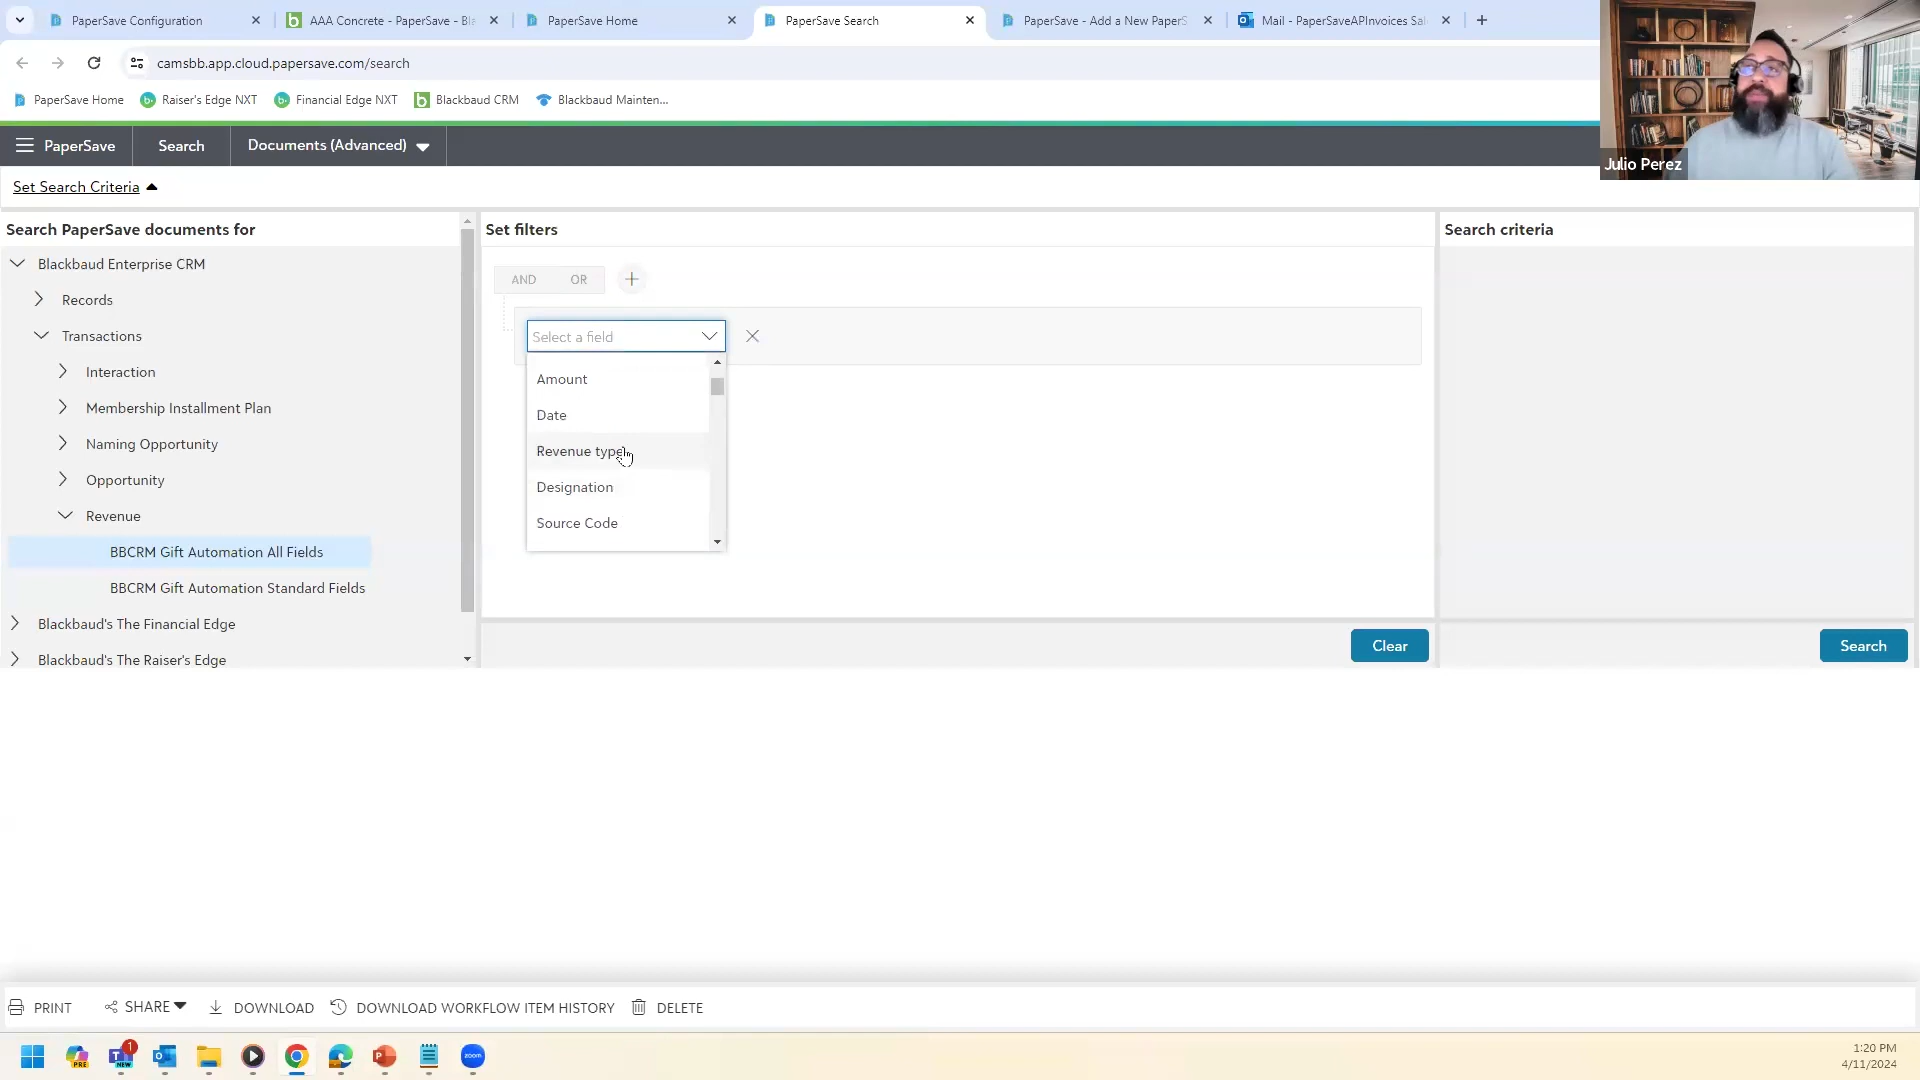 PaperSave Configuration
AAA Concrete - PaperSave - Bla
PaperSave Home
PaperSave Search
PaperSave - Add a New PaperS
Mail - PaperSaveAPInvoices Sal
camsbb.app.cloud.papersave.com/search
PaperSave Home
Raiser's Edge NXT
Financial Edge NXT
Blackbaud CRM
Blackbaud Mainten...
Julio Perez
PaperSave
Search
Documents (Advanced)
Set Search Criteria
Search PaperSave documents for
Set filters
Search criteria
Blackbaud Enterprise CRM
AND OR
Records
Transactions
Select a field
Interaction
Amount
Membership Installment Plan
Date
Naming Opportunity
Revenue type
Opportunity
Designation
Revenue
Source Code
BBCRM Gift Automation All Fields
BBCRM Gift Automation Standard Fields
Blackbaud's The Financial Edge
Blackbaud's The Raiser's Edge
Clear
Search
PRINT
SHARE
DOWNLOAD
DOWNLOAD WORKFLOW ITEM HISTORY
DELETE
PRE
1
NEW
zoom
1:20 PM
4/11/2024